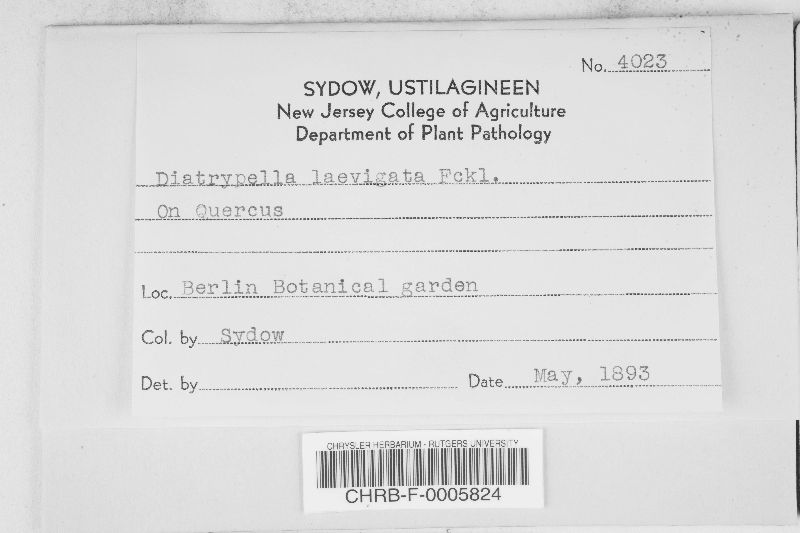 No. 4023
SYDOW, USTILAGINEEN
New Jersey College of Agriculture
Department of Plant Pathology
Diatrypella laevigata Fckl.
On Quercus
Loc. Berlin Botanical garden
Col. by Sydow
Det. by Date May, 1893
CHRYSLER HERBARIUM - RUTGERS UNIVERSITY
CHRB-F-0005824